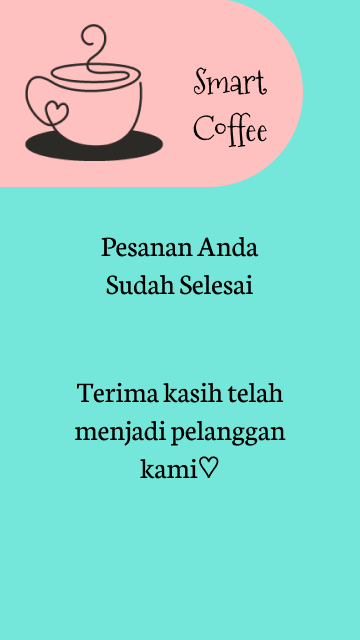 Smart
Coffee
Pesanan Anda
Sudah Selesai
Terima kasih telah
menjadi pelanggan
kami♡